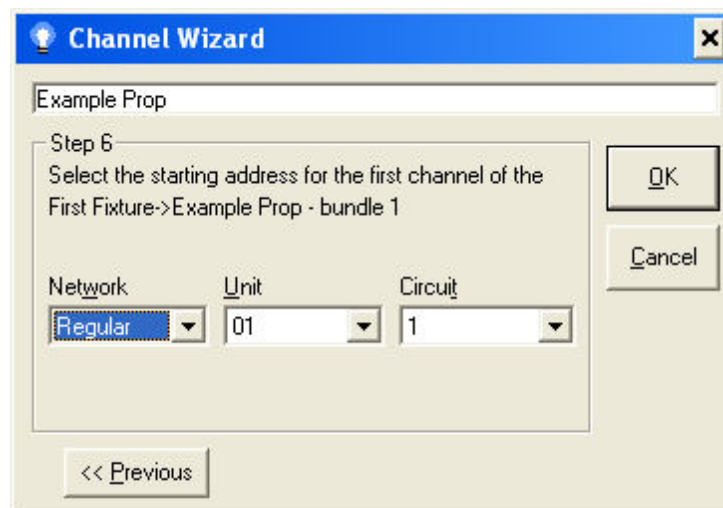 Channel Wizard
Example Prop
Step 6
Select the starting address for the first channel of the
First Fixture->Example Prop - bundle 1
OK
Cancel
Network Unit Circuit
Regular 01 1
<< Previous